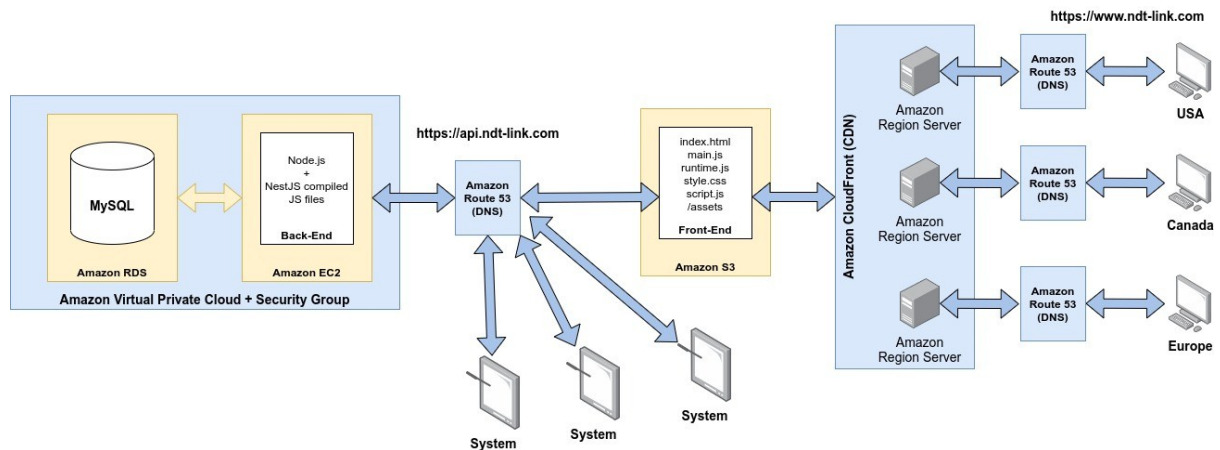 https://www.ndt-link.com
Amazon
Route 53
(DNS)
Amazon
Region Server
USA
https://api.ndt-link.com
MySQL
Amazon RDS
Node.js
+
NestJS compiled
JS files
Back-End
Amazon EC2
Amazon Virtual Private Cloud + Security Group
Amazon
Route 53
(DNS)
index.html
main.js
runtime.js
style.css
script.js
/assets
Front-End
Amazon S3
Amazon CloudFront (CDN)
Amazon
Region Server
Amazon
Route 53
(DNS)
Canada
Amazon
Region Server
Amazon
Route 53
(DNS)
Europe
System
System
System